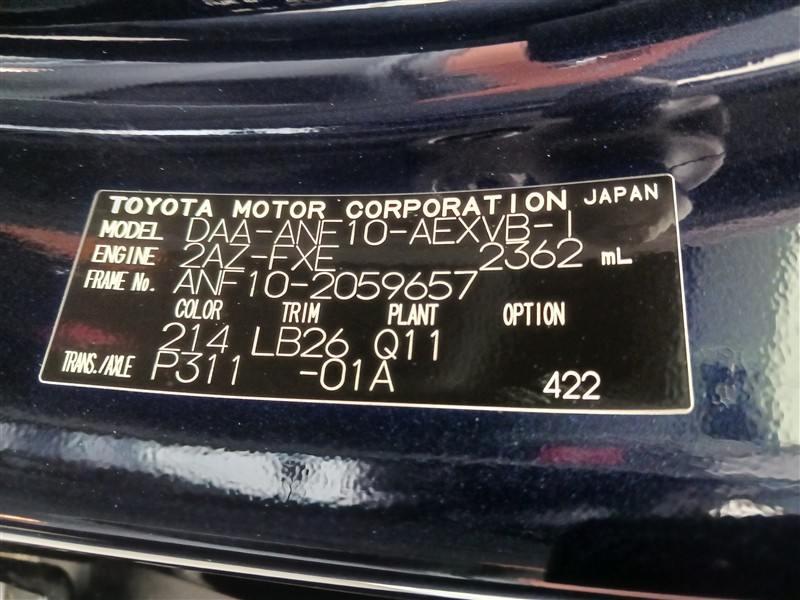 TOYOTA MOTOR CORPORATION JAPAN
MODEL DAA-ANF10-AEXVB-I
ENGINE 2AZ-FXE 2362 mL
FRAME No. ANF10-2059657
COLOR TRIM PLANT OPTION
214 LB26 Q11
TRANS./AXLE P311 -01A 422